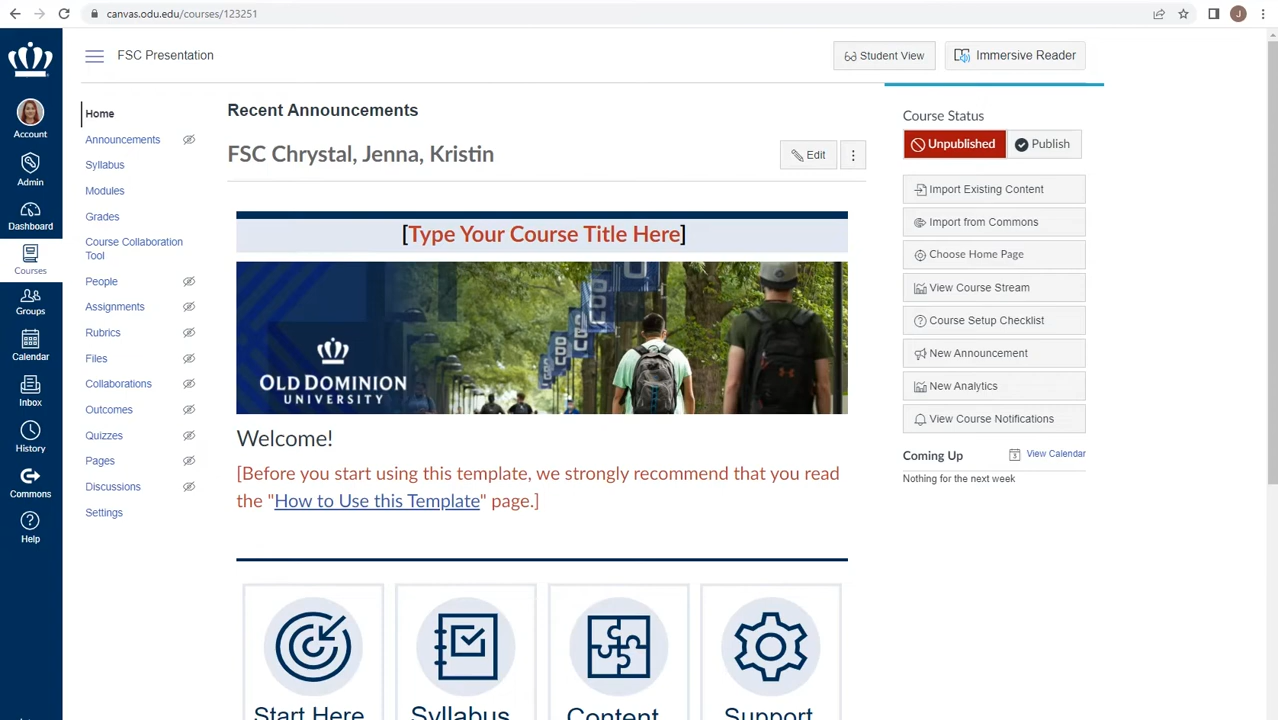 canvas.odu.edu/courses/123251
J
FSC Presentation
Student View
Immersive Reader
Account
Admin
Dashboard
Courses
Groups
Calendar
31
Inbox
History
Commons
Help
Home
Announcements
Syllabus
Modules
Grades
Course Collaboration
Tool
People
Assignments
Rubrics
Files
Collaborations
Outcomes
Quizzes
Pages
Discussions
Settings
Recent Announcements
FSC Chrystal, Jenna, Kristin
Edit
[Type Your Course Title Here]
OLD DOMINION
UNIVERSITY
ODU
Welcome!
[Before you start using this template, we strongly recommend that you read
the "How to Use this Template" page.]
Start Here
Syllabus
Content
Support
Course Status
Unpublished
Publish
Import Existing Content
Import from Commons
Choose Home Page
View Course Stream
Course Setup Checklist
New Announcement
New Analytics
View Course Notifications
Coming Up
View Calendar
Nothing for the next week